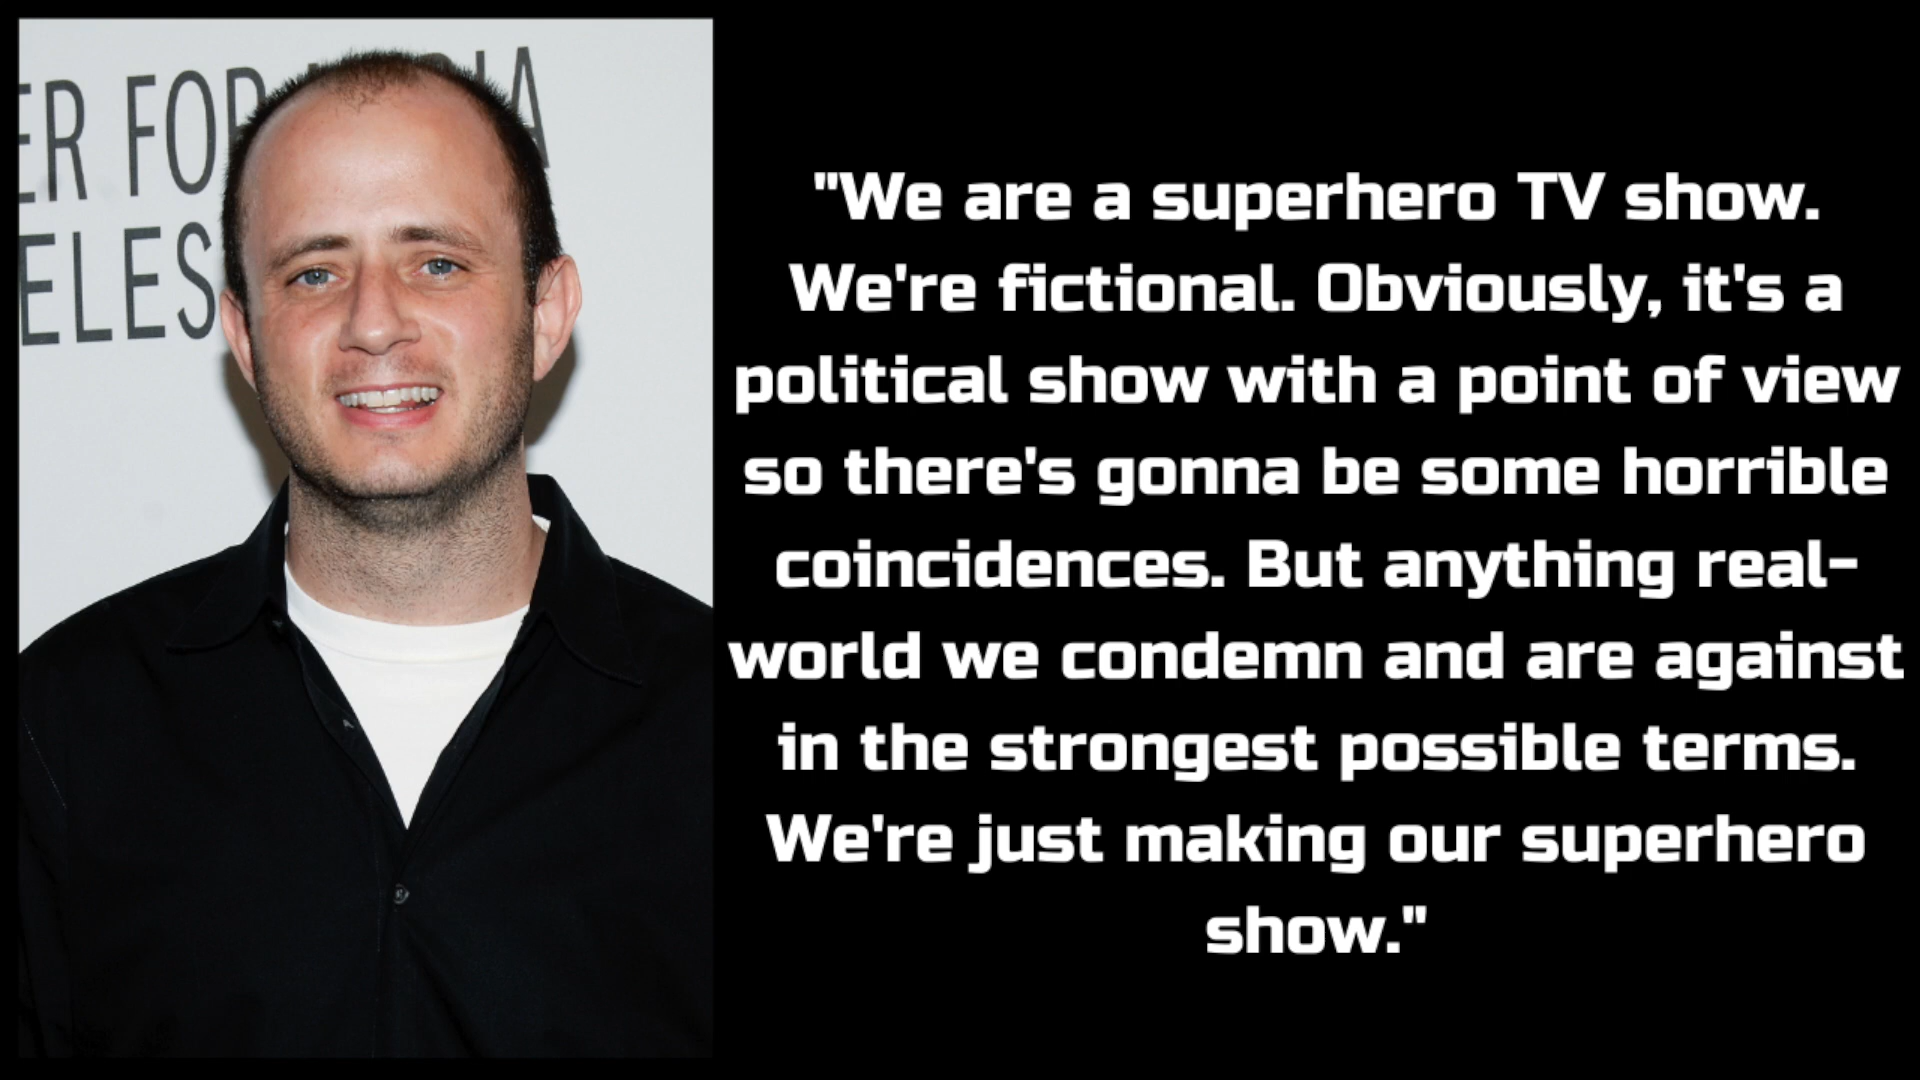 ER FOR MEDIA
ELES
"We are a superhero TV show.
We're fictional. Obviously, it's a
political show with a point of view
so there's gonna be some horrible
coincidences. But anything real-
world we condemn and are against
in the strongest possible terms.
We're just making our superhero
show."